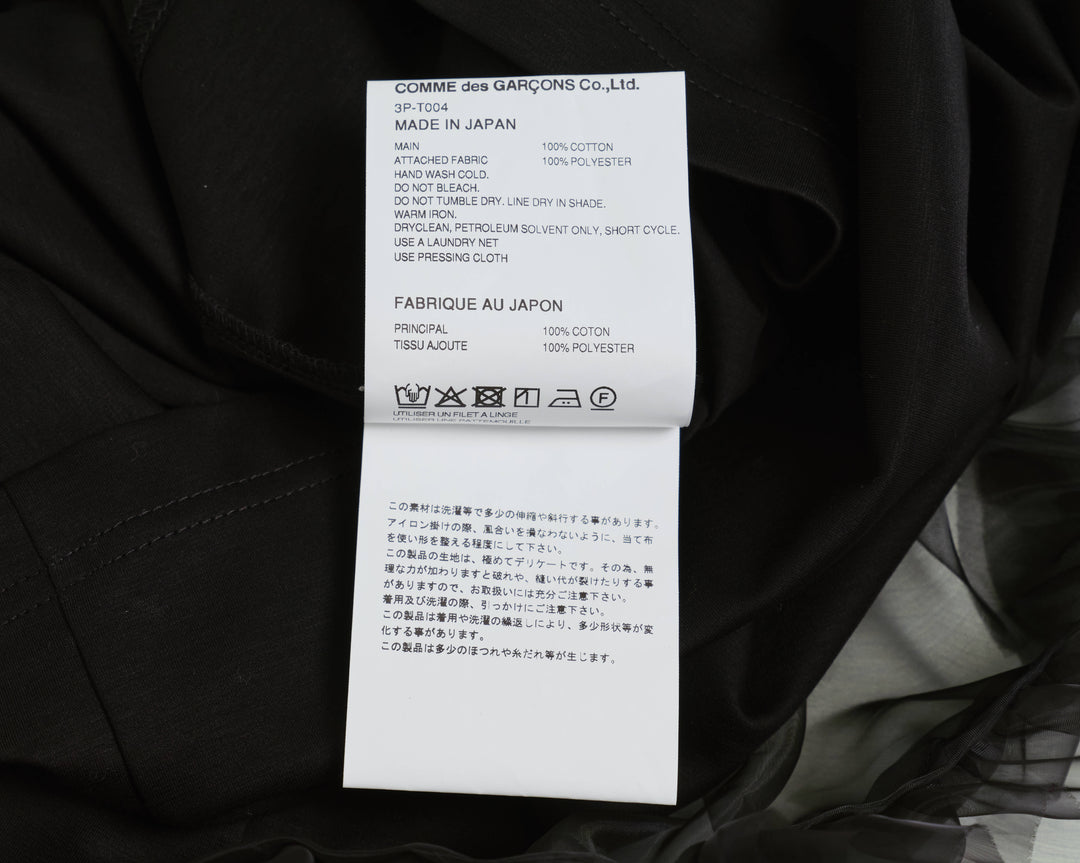 COMME des GARÇONS Co.,Ltd.
3P-T004
MADE IN JAPAN
MAIN 100% COTTON
ATTACHED FABRIC 100% POLYESTER
HAND WASH COLD.
DO NOT BLEACH.
DO NOT TUMBLE DRY. LINE DRY IN SHADE.
WARM IRON.
DRYCLEAN, PETROLEUM SOLVENT ONLY, SHORT CYCLE.
USE A LAUNDRY NET
USE PRESSING CLOTH
FABRIQUE AU JAPON
PRINCIPAL 100% COTON
TISSU AJOUTE 100% POLYESTER
F
UTILISER UN FILET A LINGE
UTILISER UNE PATTEMOUILLE
この素材は洗濯等で多少の伸縮や斜行する事があります。
アイロン掛けの際、風合いを損なわないように、当て布
を使い形を整える程度にして下さい。
この製品の生地は、極めてデリケートです。その為、無
理な力が加わりますと破れや、縫い代が裂けたりする事
がありますので、お取扱いには充分ご注意下さい。
着用及び洗濯の際、引っかけにご注意下さい。
この製品は着用や洗濯の繰返しにより、多少形状等が変
化する事があります。
この製品は多少のほつれや糸だれ等が生じます。